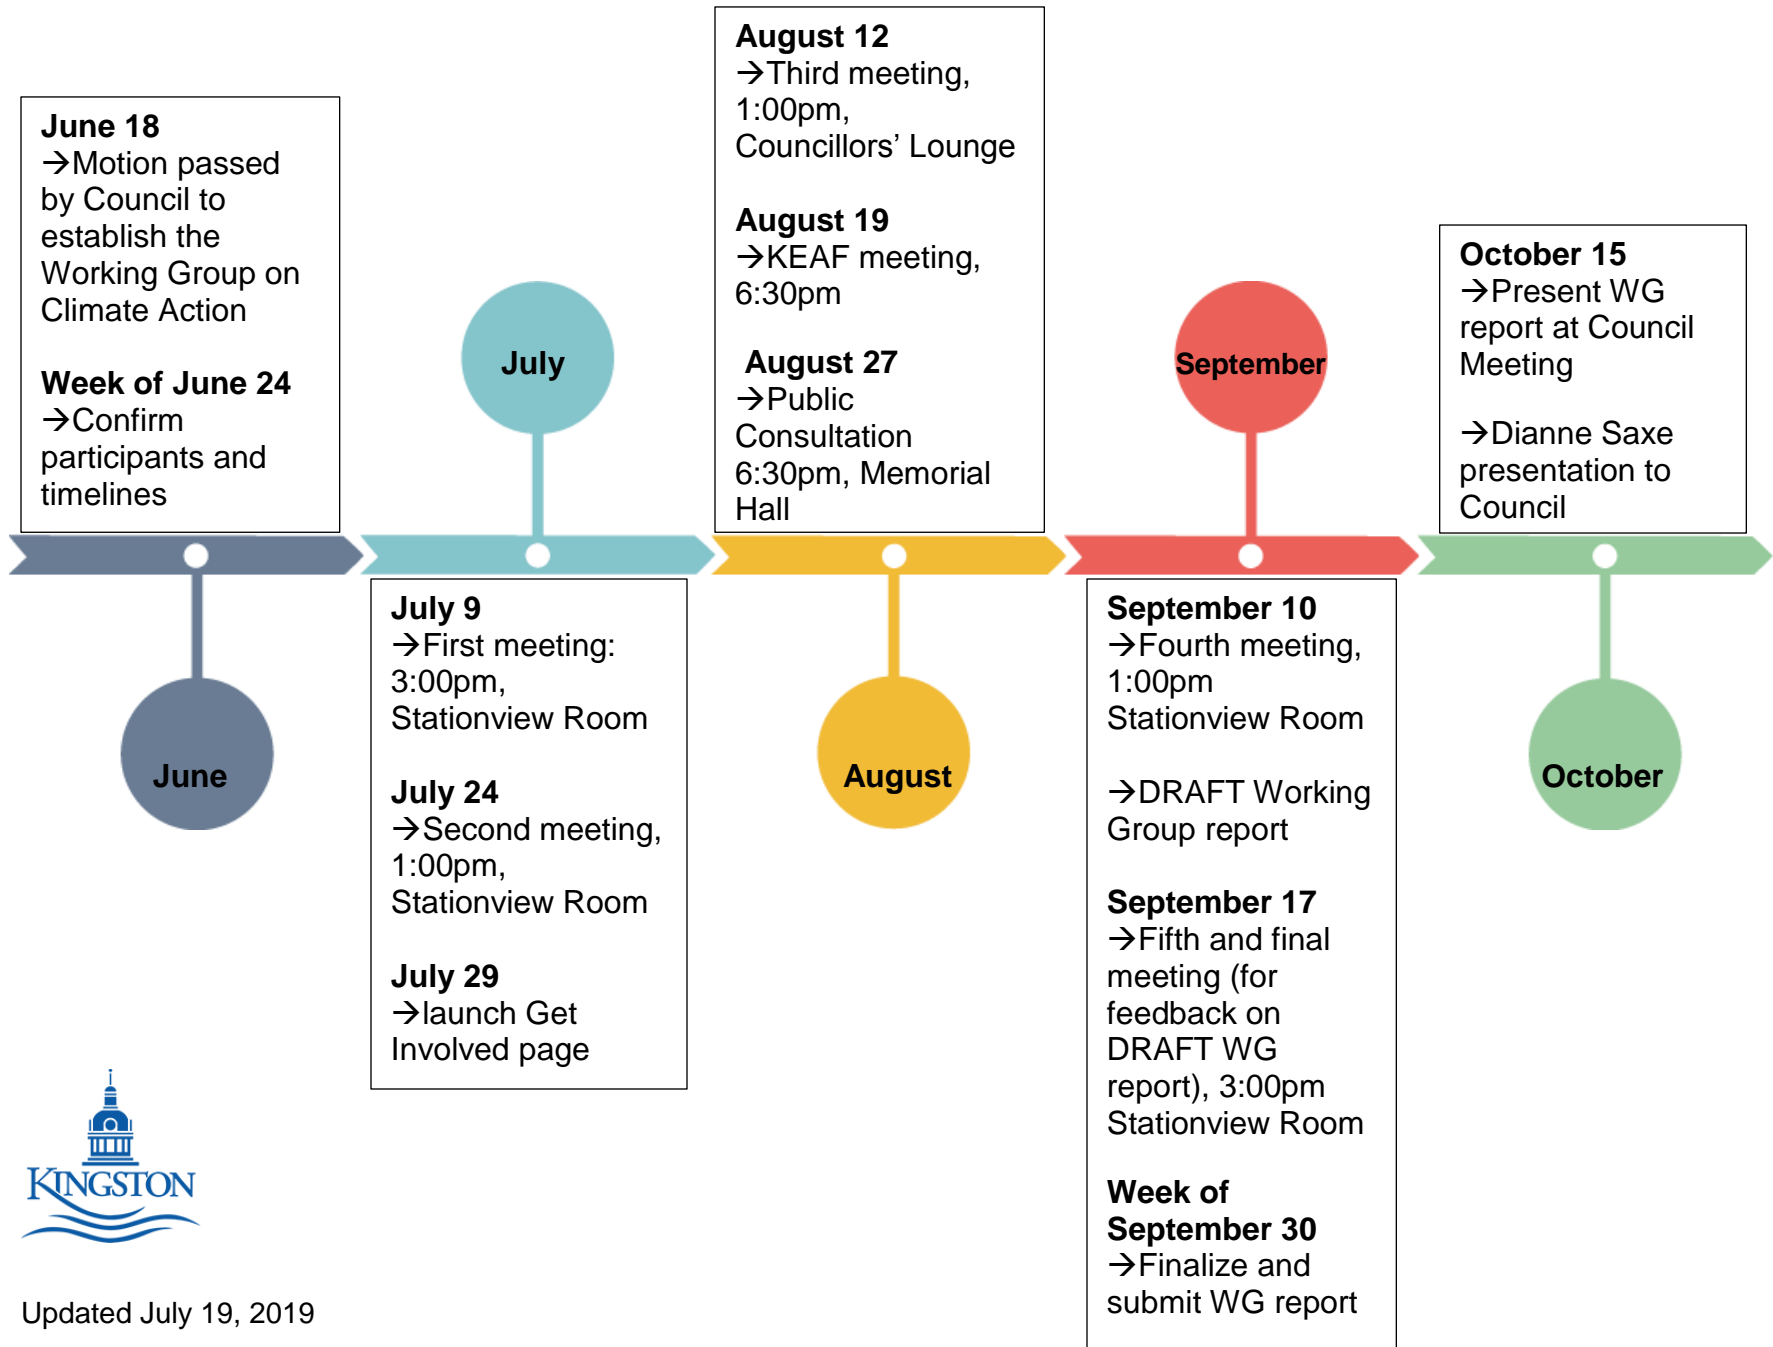 June 18
→Motion passed
by Council to
establish the
Working Group on
Climate Action
Week of June 24
→Confirm
participants and
timelines
June
July
July 9
→First meeting:
3:00pm,
Stationview Room
July 24
→Second meeting,
1:00pm,
Stationview Room
July 29
→launch Get
Involved page
August 12
→Third meeting,
1:00pm,
Councillors’ Lounge
August 19
→KEAF meeting,
6:30pm
August 27
→Public
Consultation
6:30pm, Memorial
Hall
August
September
September 10
→Fourth meeting,
1:00pm
Stationview Room
→DRAFT Working
Group report
September 17
→Fifth and final
meeting (for
feedback on
DRAFT WG
report), 3:00pm
Stationview Room
Week of
September 30
→Finalize and
submit WG report
October 15
→Present WG
report at Council
Meeting
→Dianne Saxe
presentation to
Council
October
KINGSTON
Updated July 19, 2019